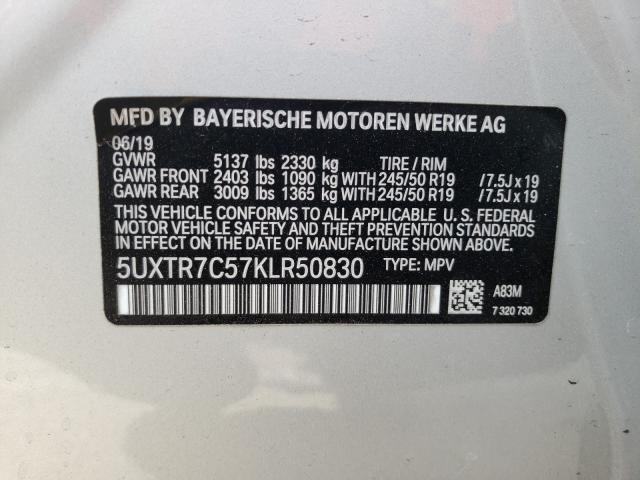 MFD BY BAYERISCHE MOTOREN WERKE AG
06/19
GVWR 5137 lbs 2330 kg TIRE / RIM
GAWR FRONT 2403 lbs 1090 kg WITH 245/50 R19 /7.5J x 19
GAWR REAR 3009 lbs 1365 kg WITH 245/50 R19 /7.5J x 19
THIS VEHICLE CONFORMS TO ALL APPLICABLE U. S. FEDERAL
MOTOR VEHICLE SAFETY AND THEFT PREVENTION STANDARDS
IN EFFECT ON THE DATE OF MANUFACTURE SHOWN ABOVE.
5UXTR7C57KLR50830 TYPE: MPV
A83M
7 320 730